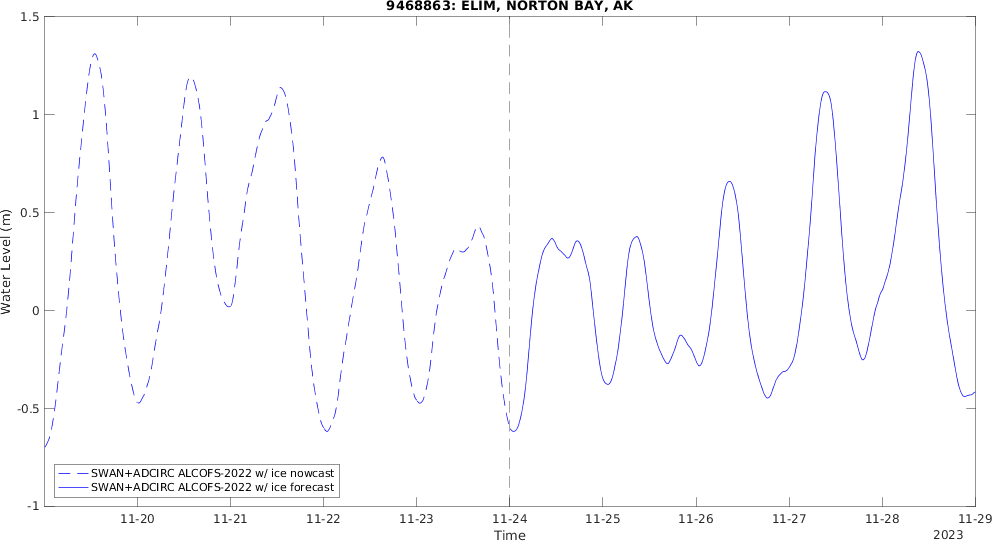 9468863: ELIM, NORTON BAY, AK
1.5
1
0.5
0
-0.5
-1
Water Level (m)
SWAN+ADCIRC ALCOFS-2022 w/ ice nowcast
SWAN+ADCIRC ALCOFS-2022 w/ ice forecast
11-20 11-21 11-22 11-23 11-24 11-25 11-26 11-27 11-28 11-29
Time
2023